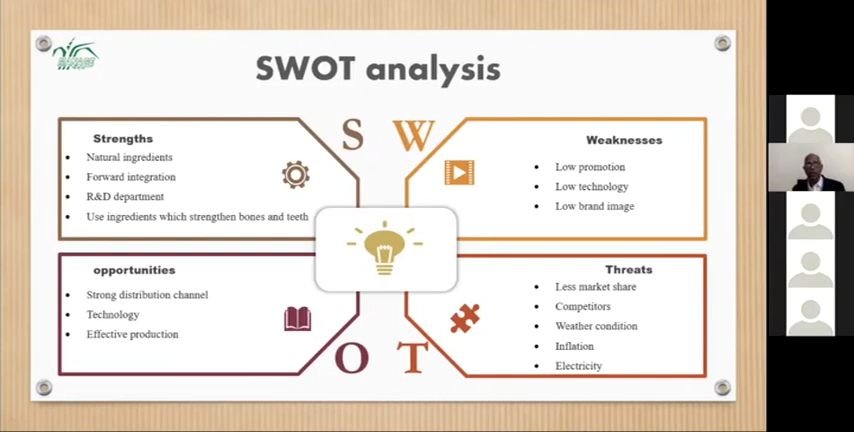 SWOT analysis
S W
Strengths
Natural ingredients
Forward integration
R&D department
Use ingredients which strengthen bones and teeth
Weaknesses
Low promotion
Low technology
Low brand image
opportunities
Strong distribution channel
Technology
Effective production
Threats
Less market share
Competitors
Weather condition
Inflation
Electricity
O T